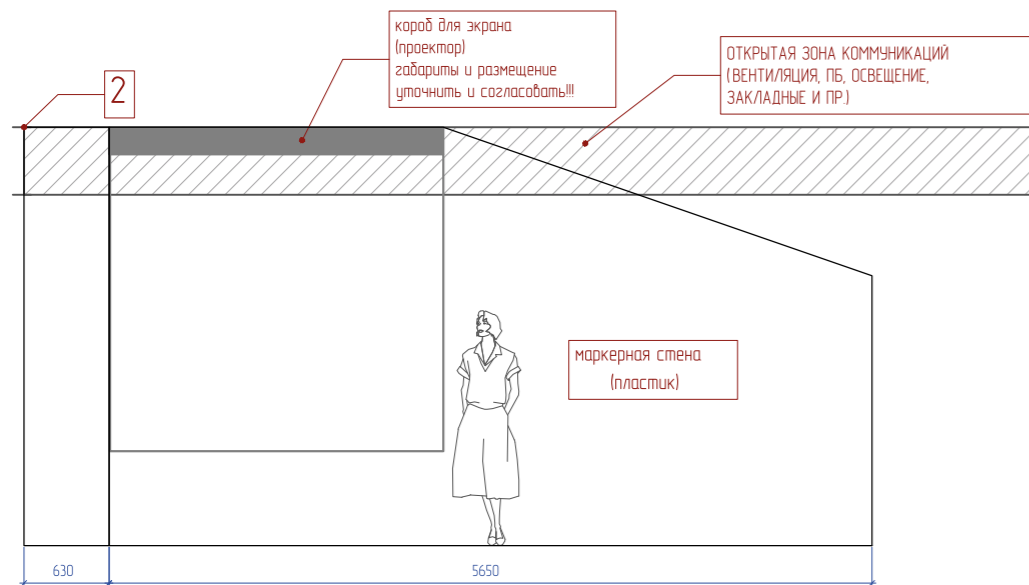 короб для экрана
(проектор)
габариты и размещение
уточнить и согласовать!!!
ОТКРЫТАЯ ЗОНА КОММУНИКАЦИЙ
(ВЕНТИЛЯЦИЯ, ПБ, ОСВЕЩЕНИЕ,
ЗАКЛАДНЫЕ И ПР.)
2
маркерная стена
(пластик)
630
5650